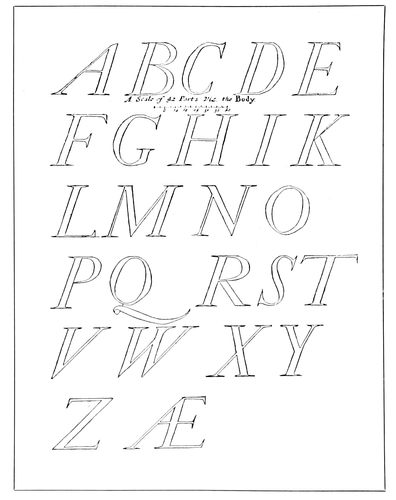 A B C D E
A Scale of 42 Parts Viz. the Body
F G H I K
L M N O
P Q R S T
V W X Y
Z Æ